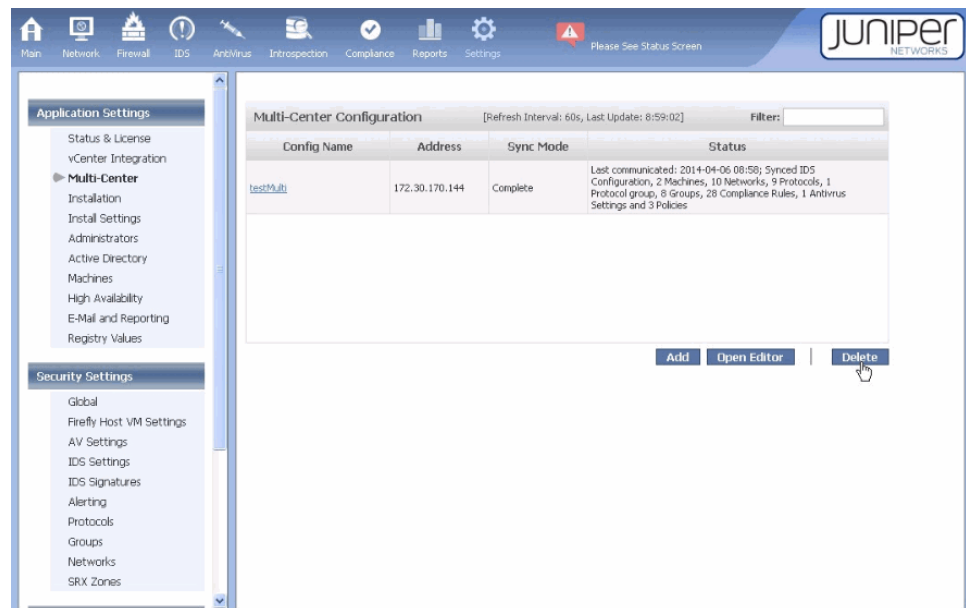 Main Network Firewall IDS AntiVirus Introspection Compliance Reports Settings Please See Status Screen
JUNIPER
NETWORKS
Application Settings
Status & License
vCenter Integration
Multi-Center
Installation
Install Settings
Administrators
Active Directory
Machines
High Availability
E-Mail and Reporting
Registry Values
Security Settings
Global
Firefly Host VM Settings
AV Settings
IDS Settings
IDS Signatures
Alerting
Protocols
Groups
Networks
SRX Zones
Multi-Center Configuration [Refresh Interval: 60s, Last Update: 8:59:02] Filter:
Config Name Address Sync Mode Status
testMulti 172.30.170.144 Complete
Last communicated: 2014-04-06 08:58; Synced IDS
Configuration, 2 Machines, 10 Networks, 9 Protocols, 1
Protocol group, 8 Groups, 28 Compliance Rules, 1 Antivrus
Settings and 3 Policies
Add Open Editor | Delete